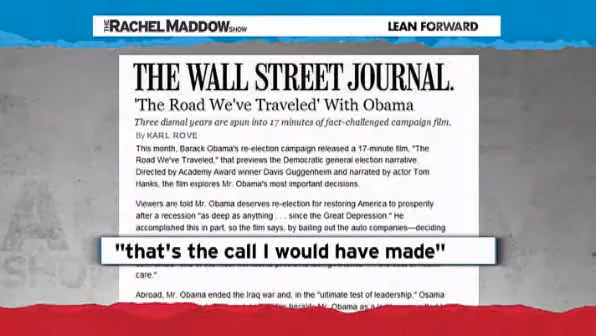 THE RACHEL MADDOW SHOW
LEAN FORWARD
THE WALL STREET JOURNAL.
'The Road We've Traveled' With Obama
Three dismal years are spun into 17 minutes of fact-challenged campaign film.
By KARL ROVE
This month, Barack Obama's re-election campaign released a 17-minute film, "The
Road We've Traveled," that previews the Democratic general election narrative.
Directed by Academy Award winner Davis Guggenheim and narrated by actor Tom
Hanks, the film explores Mr. Obama's most important decisions.
Viewers are told Mr. Obama deserves re-election for restoring America to prosperity
after a recession "as deep as anything . . . since the Great Depression." He
accomplished this in part, so the film says, by bailing out the auto companies—deciding
"that's the call I would have made"
care."
Abroad, Mr. Obama ended the Iraq war and, in the "ultimate test of leadership," Osama